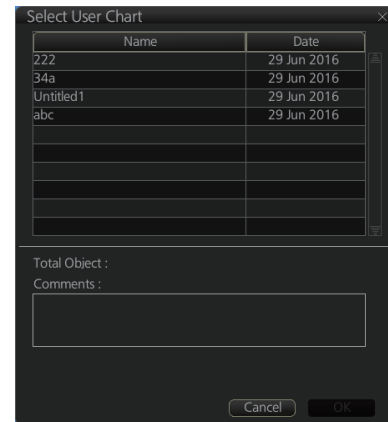 Select User Chart
Name Date
222 29 Jun 2016
34a 29 Jun 2016
Untitled1 29 Jun 2016
abc 29 Jun 2016
Total Object :
Comments :
Cancel OK